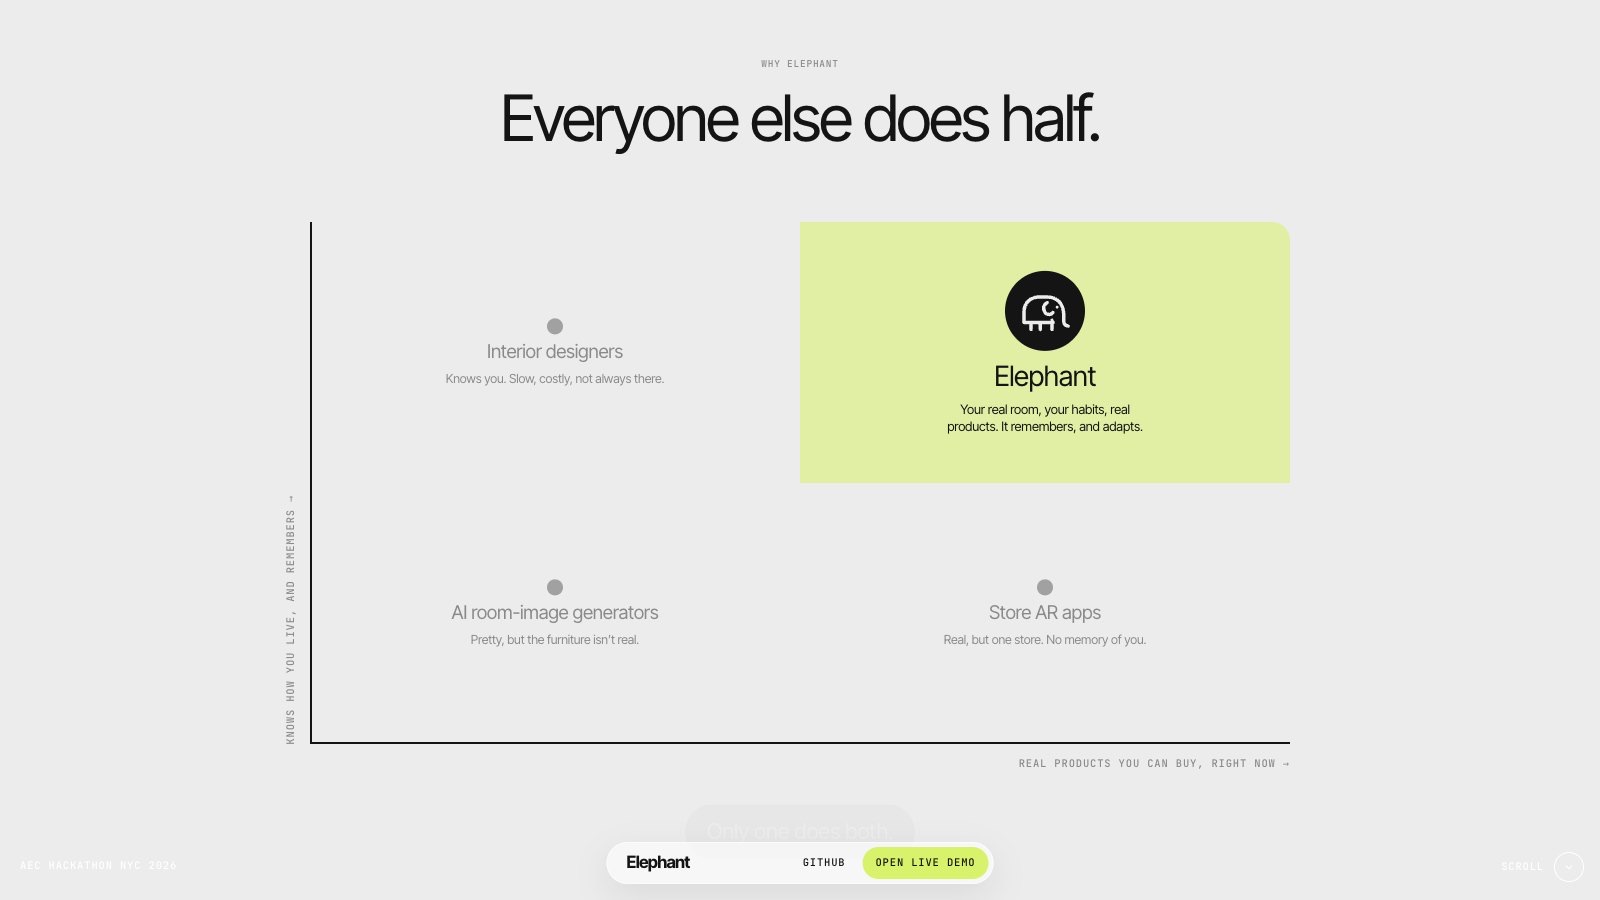 WHY ELEPHANT
Everyone else does half.
Interior designers
Knows you. Slow, costly, not always there.
Elephant
Your real room, your habits, real
products. It remembers, and adapts.
KNOWS HOW YOU LIVE, AND REMEMBERS →
AI room-image generators
Pretty, but the furniture isn’t real.
Store AR apps
Real, but one store. No memory of you.
REAL PRODUCTS YOU CAN BUY, RIGHT NOW →
Only one does both.
AEC HACKATHON NYC 2026
Elephant
GITHUB
OPEN LIVE DEMO
SCROLL